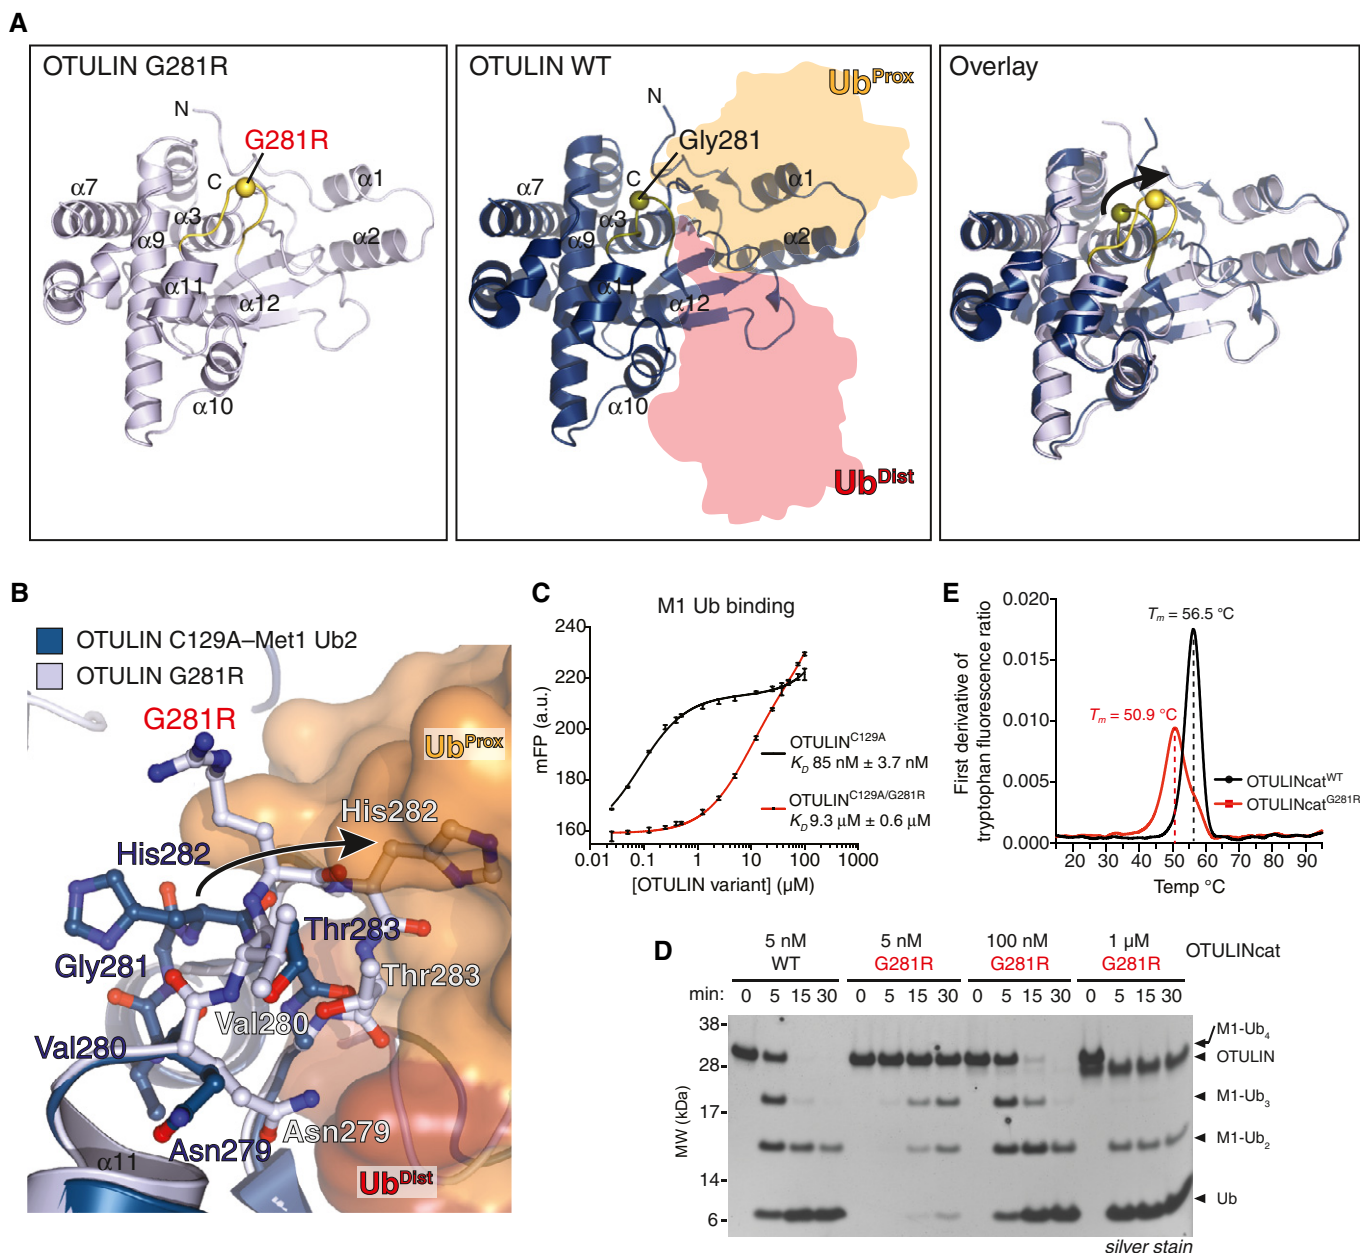 A
OTULIN G281R
N
G281R
C
α7
α1
α3
α9
α2
α11
α12
α10
OTULIN WT
Ub^Prox
N
Gly281
C
α7
α1
α3
α9
α2
α11
α12
α10
Ub^Dist
Overlay
B
OTULIN C129A–Met1 Ub2
OTULIN G281R
G281R
Ub^Prox
His282
His282
Thr283
Gly281
Thr283
Val280
Val280
Asn279
Asn279
α11
Ub^Dist
C
M1 Ub binding
mFP (a.u.)
240
220
200
180
160
OTULIN^C129A
K_D 85 nM ± 3.7 nM
OTULIN^C129A/G281R
K_D 9.3 µM ± 0.6 µM
0.01 0.1 1 10 100 1000
[OTULIN variant] (µM)
E
First derivative of
tryptophan fluorescence ratio
0.020
0.015
0.010
0.005
0.000
T_m = 56.5 °C
T_m = 50.9 °C
OTULINcat^WT
OTULINcat^G281R
20 30 40 50 60 70 80 90
Temp °C
D
5 nM 5 nM 100 nM 1 µM
WT G281R G281R G281R OTULINcat
min: 0 5 15 30 0 5 15 30 0 5 15 30 0 5 15 30
MW (kDa)
38
28
17
14
6
M1-Ub₄
OTULIN
M1-Ub₃
M1-Ub₂
Ub
silver stain